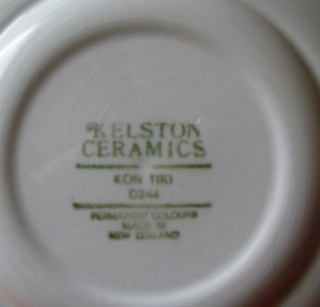 KELSTON
CERAMICS
KON TIKI
D244
PERMANENT COLOURS
MADE IN
NEW ZEALAND